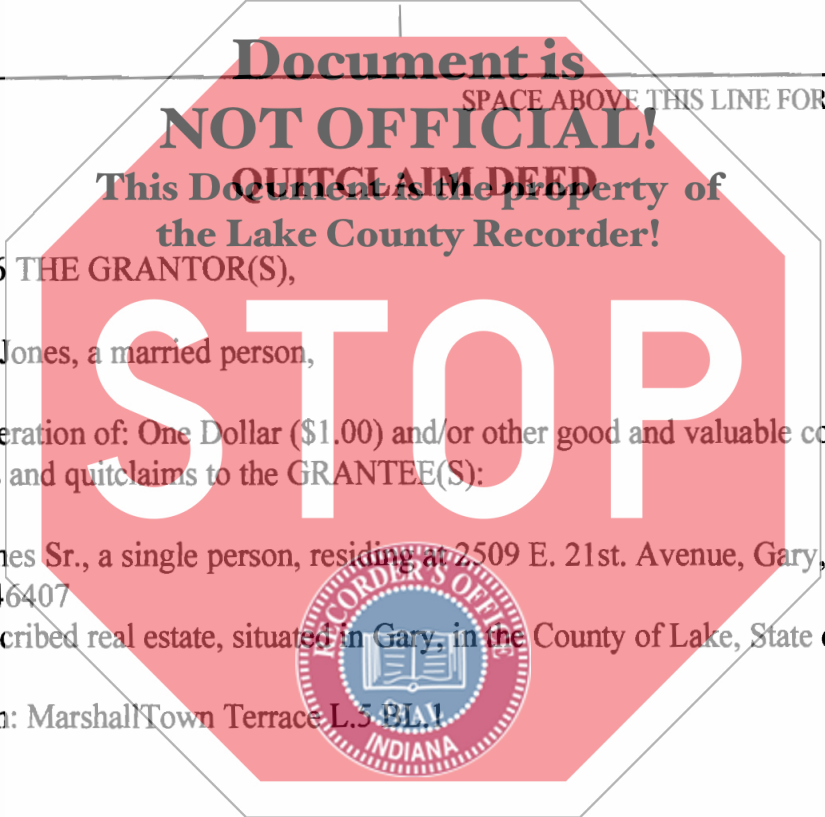 Document is
SPACE ABOVE THIS LINE FOR
NOT OFFICIAL!
QUITCLAIM DEED
This Document is the property of
the Lake County Recorder!
6 THE GRANTOR(S),
STOP
Jones, a married person,
eration of: One Dollar ($1.00) and/or other good and valuable co
and quitclaims to the GRANTEE(S):
nes Sr., a single person, residing at 2509 E. 21st. Avenue, Gary,
46407
cribed real estate, situated in Gary, in the County of Lake, State
: MarshallTown Terrace L.5 BL.1
RECORDER'S OFFICE
SEAL
INDIANA